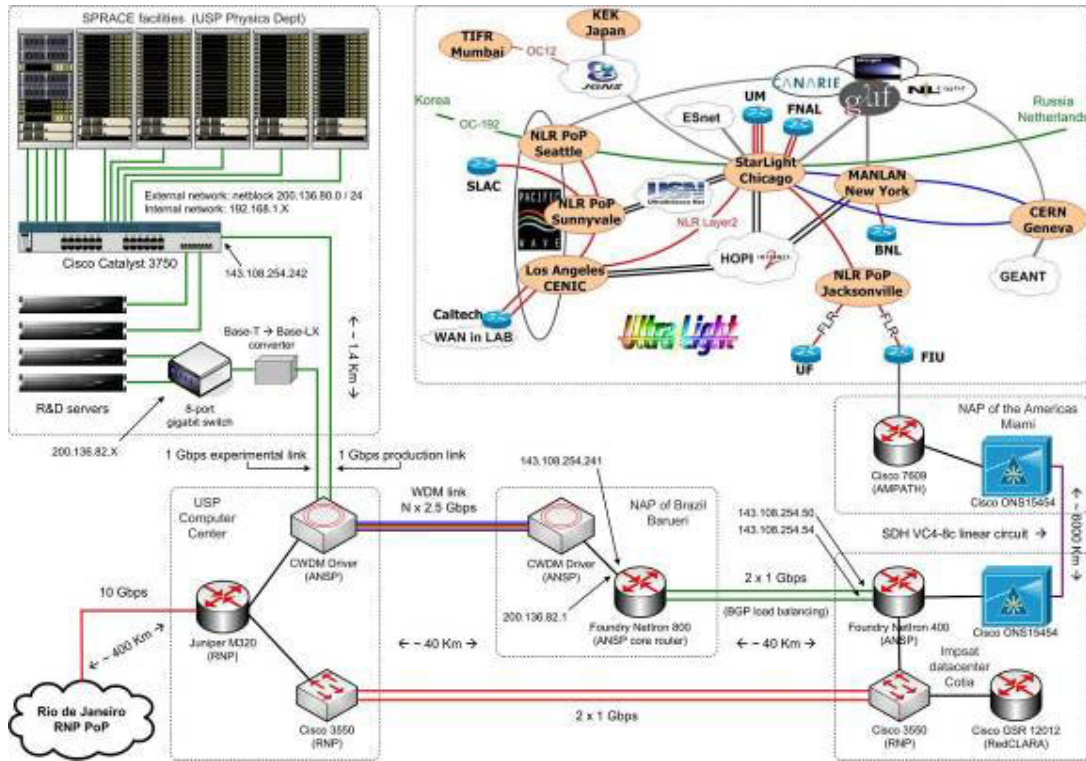 SPRACE facilities (USP Physics Dept)
External network: netblock 200.136.80.0 / 24
Internal network: 192.168.1.X
Cisco Catalyst 3750
143.108.254.242
Base-T → Base-LX
converter
R&D servers
8-port
gigabit switch
200.136.82.X
← ~ 1.4 Km →
1 Gbps experimental link
1 Gbps production link
KEK
Japan
TIFR
Mumbai
OC12
Korea
OC-192
ESnet
UM
FNAL
CANARIE
Russia
Netherlands
NLR PoP
Seattle
StarLight
Chicago
MANLAN
New York
SLAC
PACIFIC
WAVE
NLR PoP
Sunnyvale
USN
NLR Layer2
CERN
Geneva
BNL
HOPI
Los Angeles
CENIC
GEANT
NLR PoP
Jacksonville
Caltech
WAN in LAB
Ultra Light
FLR
FLR
UF
FIU
NAP of the Americas
Miami
Cisco 7609
(AMPATH)
Cisco ONS15454
← ~ 8000 Km →
SDH VC4-8c linear circuit →
USP
Computer
Center
WDM link
N x 2.5 Gbps
143.108.254.241
NAP of Brazil
Barueri
143.108.254.50
143.108.254.54
CWDM Driver
(ANSP)
CWDM Driver
(ANSP)
10 Gbps
2 x 1 Gbps
(BGP load balancing)
200.136.82.1
Juniper M320
(RNP)
← ~ 40 Km →
Foundry NetIron 800
(ANSP core router)
← ~ 40 Km →
Foundry NetIron 400
(ANSP)
Cisco ONS15454
← ~ 400 Km →
Impsat
datacenter
Cotia
Rio de Janeiro
RNP PoP
Cisco 3550
(RNP)
2 x 1 Gbps
Cisco 3550
(RNP)
Cisco GSR 12012
(RedCLARA)